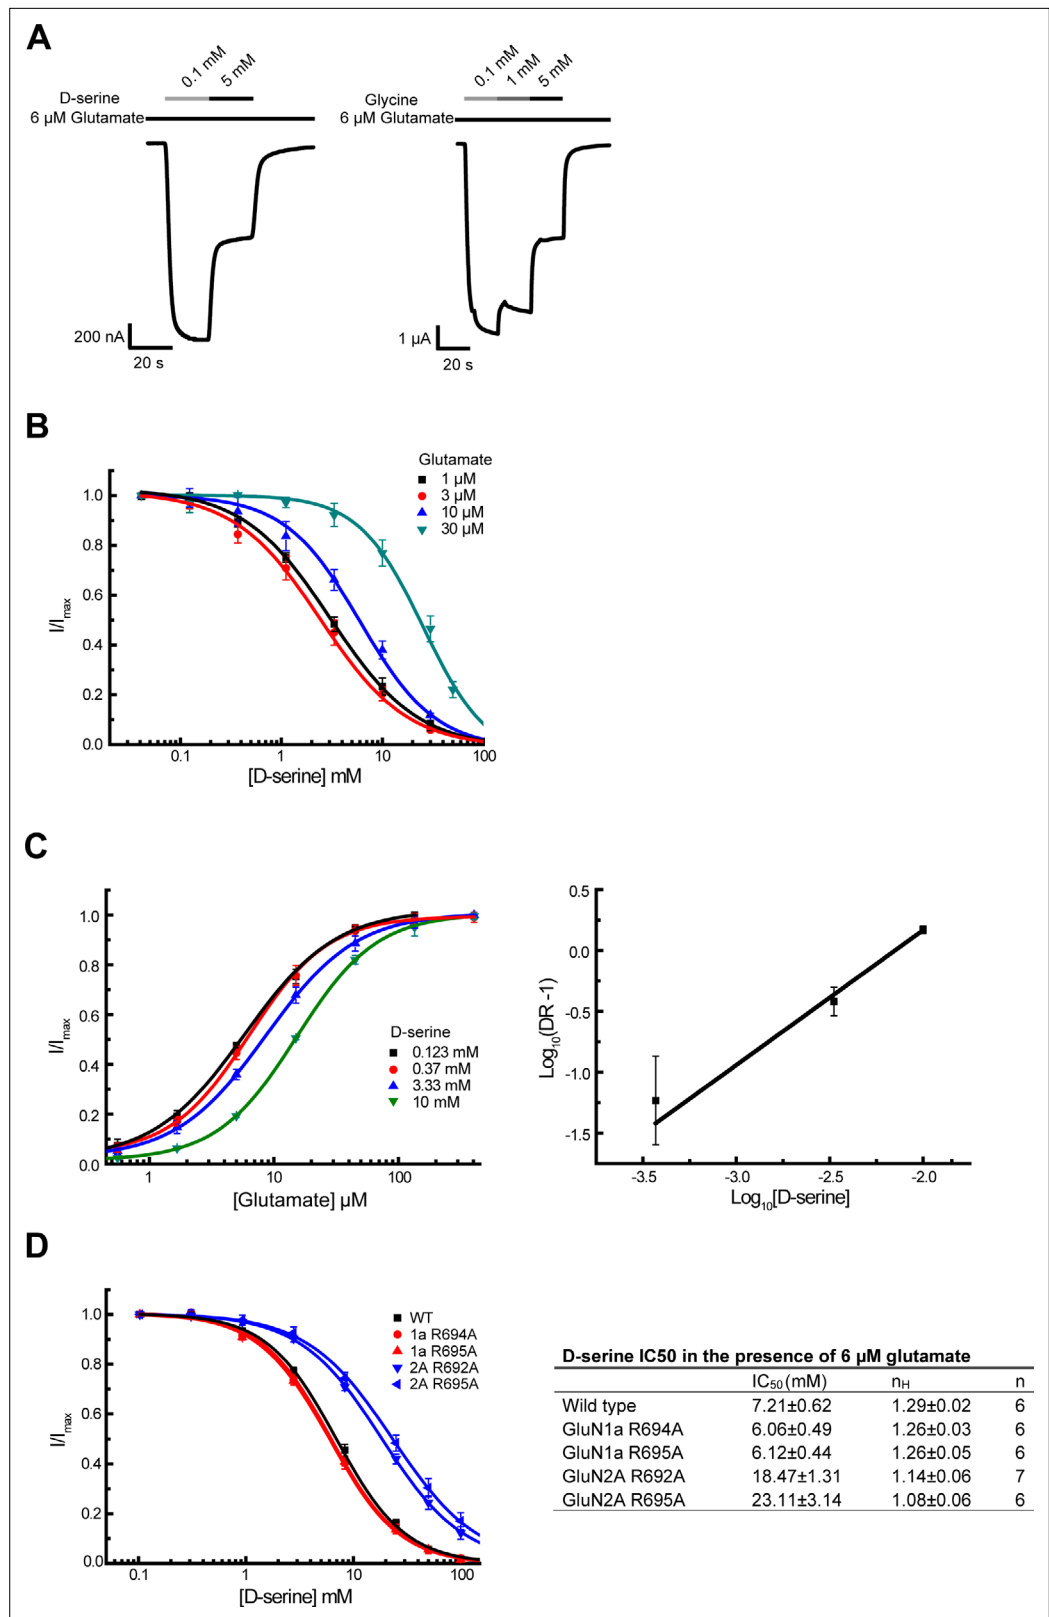 A
0.1 mM
5 mM
D-serine
6 µM Glutamate
200 nA
20 s
0.1 mM
1 mM
5 mM
Glycine
6 µM Glutamate
1 µA
20 s
B
Glutamate
1 µM
3 µM
10 µM
30 µM
1.0
0.8
0.6
0.4
0.2
0.0
I/Imax
0.1
1
10
100
[D-serine] mM
C
1.0
0.8
0.6
0.4
0.2
0.0
I/Imax
D-serine
0.123 mM
0.37 mM
3.33 mM
10 mM
1
10
100
[Glutamate] µM
0.5
0.0
-0.5
-1.0
-1.5
Log10(DR -1)
-3.5
-3.0
-2.5
-2.0
Log10[D-serine]
D
1.0
0.8
0.6
0.4
0.2
0.0
I/Imax
WT
1a R694A
1a R695A
2A R692A
2A R695A
0.1
1
10
100
[D-serine] mM
D-serine IC50 in the presence of 6 µM glutamate
IC50 (mM) nH n
Wild type 7.21±0.62 1.29±0.02 6
GluN1a R694A 6.06±0.49 1.26±0.03 6
GluN1a R695A 6.12±0.44 1.26±0.05 6
GluN2A R692A 18.47±1.31 1.14±0.06 7
GluN2A R695A 23.11±3.14 1.08±0.06 6